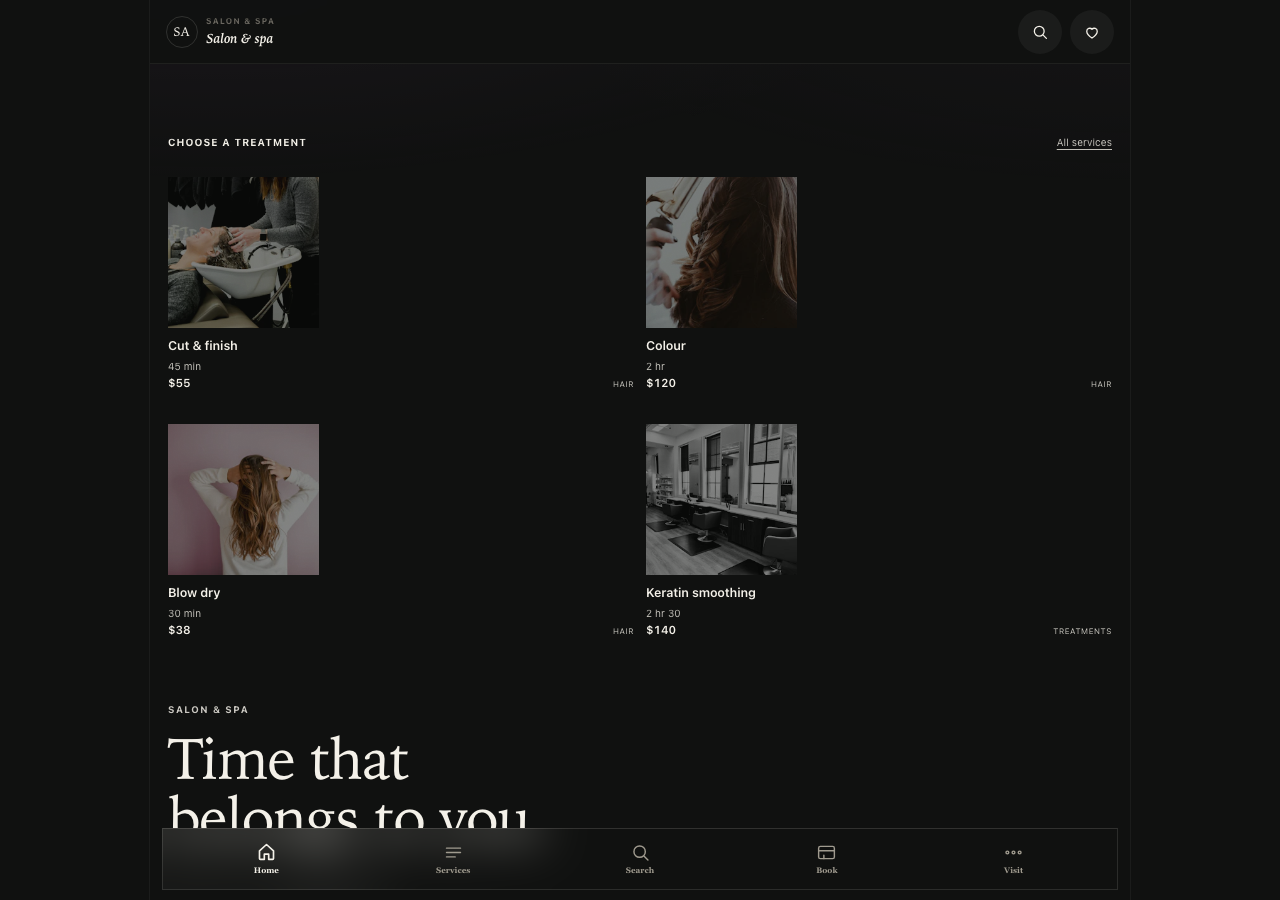 SA
SALON & SPA
Salon & spa
CHOOSE A TREATMENT
All services
Cut & finish
45 min
$55
HAIR
Colour
2 hr
$120
HAIR
Blow dry
30 min
$38
HAIR
Keratin smoothing
2 hr 30
$140
TREATMENTS
SALON & SPA
Time that
belongs to you
Home
Services
Search
Book
Visit